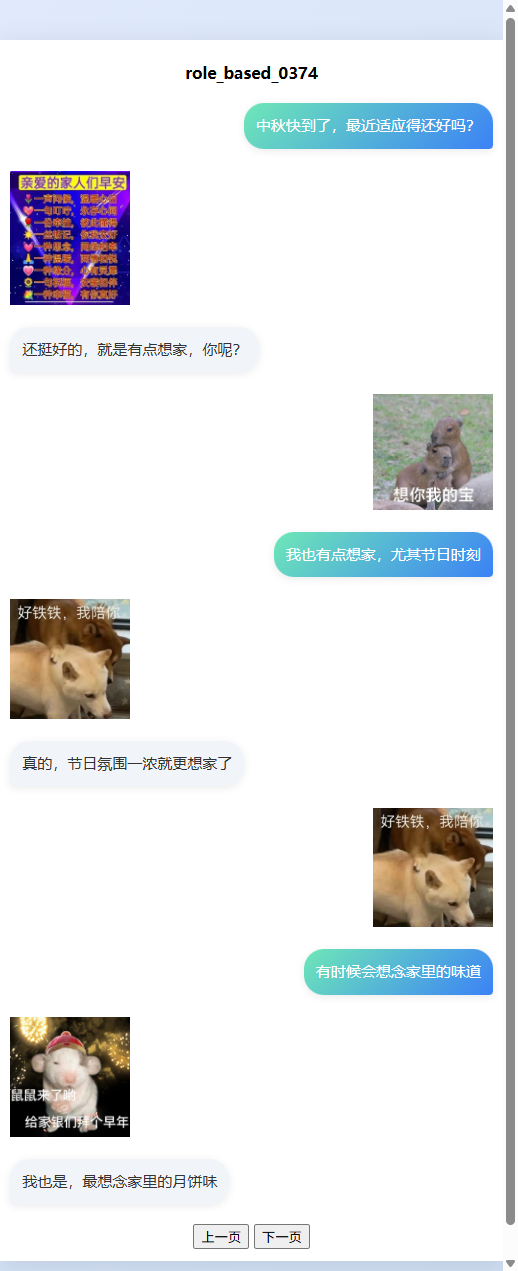 role_based_0374
中秋快到了，最近适应得还好吗？
亲爱的家人们早安
还挺好的，就是有点想家，你呢？
想你我的宝
我也有点想家，尤其节日时刻
好铁铁，我陪你
真的，节日氛围一浓就更想家了
好铁铁，我陪你
有时候会想念家里的味道
鼠鼠来了哟
给家银们拜个早年
我也是，最想念家里的月饼味
上一页
下一页